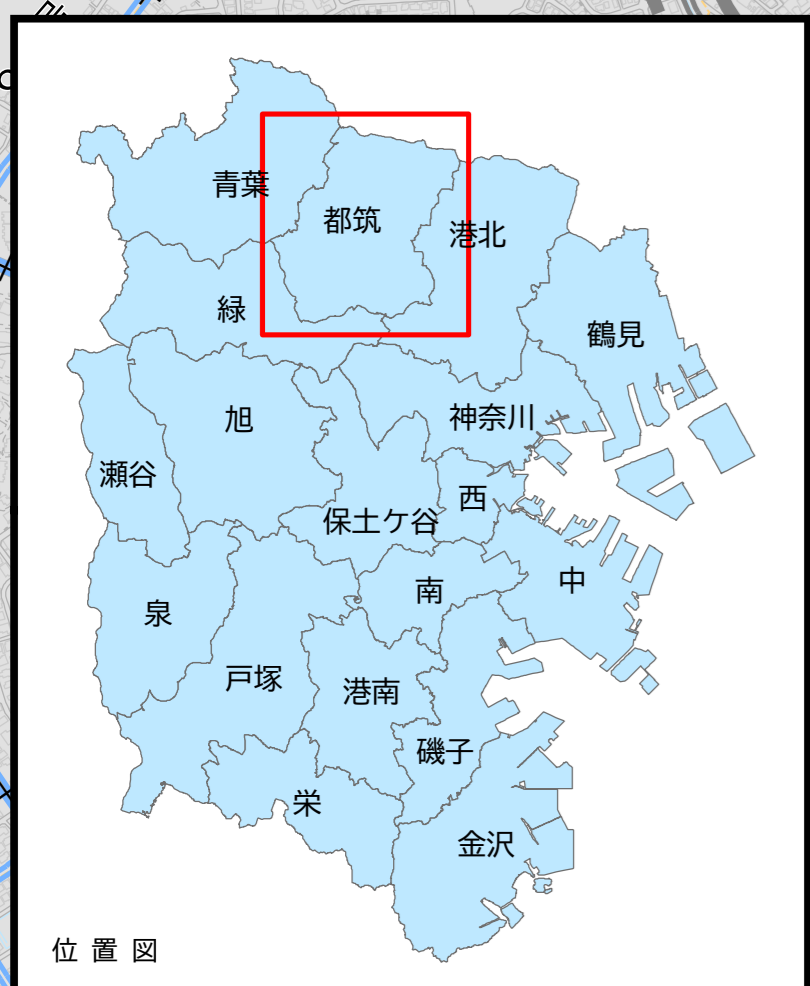 青葉
都筑
港北
緑
鶴見
旭
神奈川
瀬谷
西
保土ケ谷
中
南
泉
戸塚
港南
磯子
栄
金沢
位置図